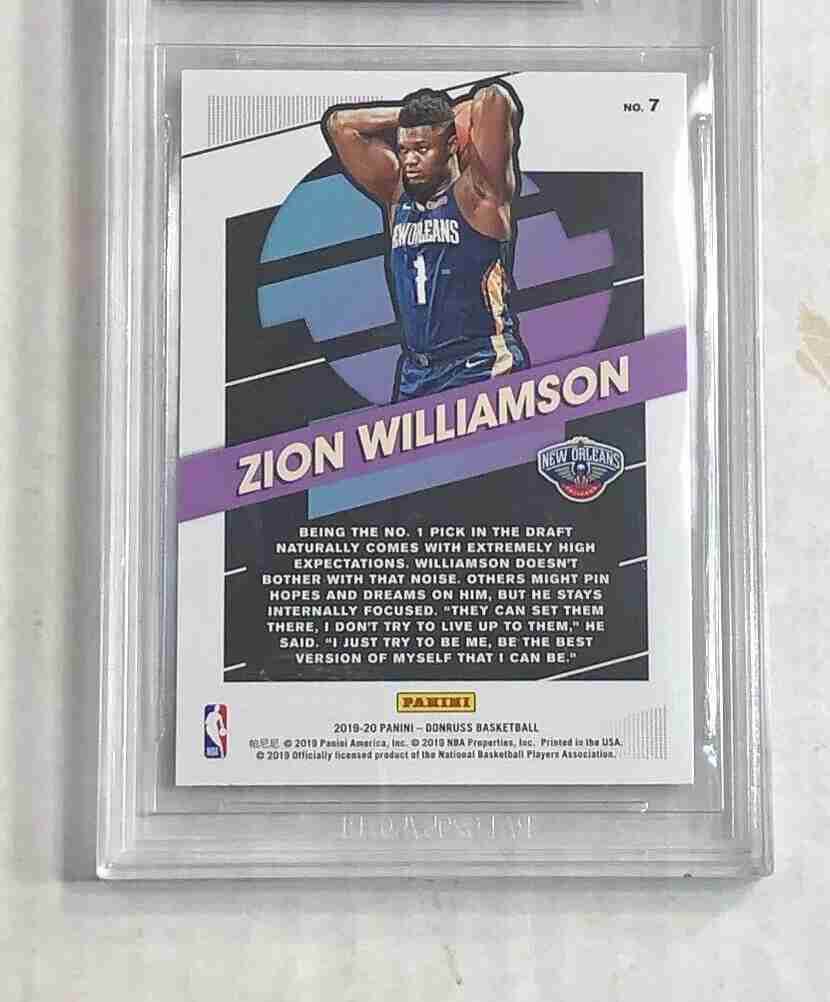 NO. 7
NEW ORLEANS
1
ZION WILLIAMSON
NEW ORLEANS
PELICANS
BEING THE NO. 1 PICK IN THE DRAFT
NATURALLY COMES WITH EXTREMELY HIGH
EXPECTATIONS. WILLIAMSON DOESN'T
BOTHER WITH THAT NOISE. OTHERS MIGHT PIN
HOPES AND DREAMS ON HIM, BUT HE STAYS
INTERNALLY FOCUSED. "THEY CAN SET THEM
THERE, I DON'T TRY TO LIVE UP TO THEM," HE
SAID. "I JUST TRY TO BE ME, BE THE BEST
VERSION OF MYSELF THAT I CAN BE."
PANINI
NBA
2019-20 PANINI – DONRUSS BASKETBALL
帕尼尼 © 2019 Panini America, Inc. © 2019 NBA Properties, Inc. Printed in the USA.
© 2019 Officially licensed product of the National Basketball Players Association.